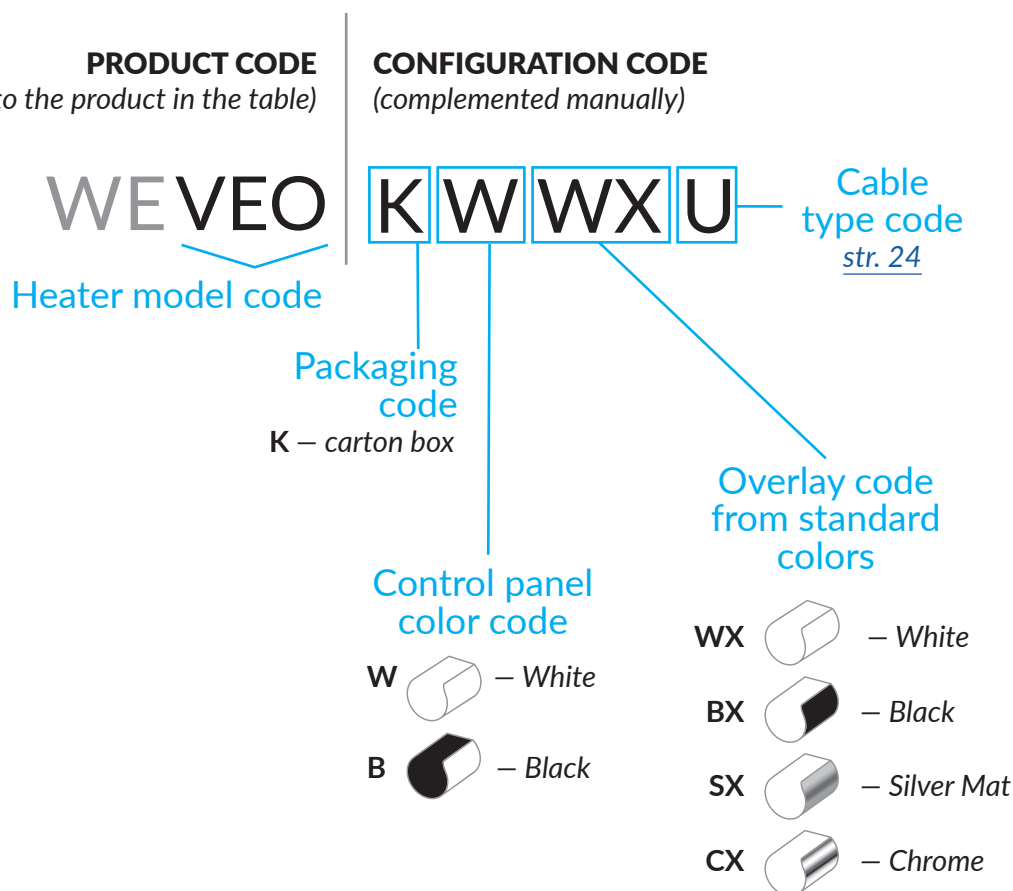 PRODUCT CODE
to the product in the table)
CONFIGURATION CODE
(complemented manually)
WE VEO K W WX U
Cable
type code
str. 24
Heater model code
Packaging
code
K – carton box
Overlay code
from standard
colors
Control panel
color code
W – White
B – Black
WX – White
BX – Black
SX – Silver Mat
CX – Chrome